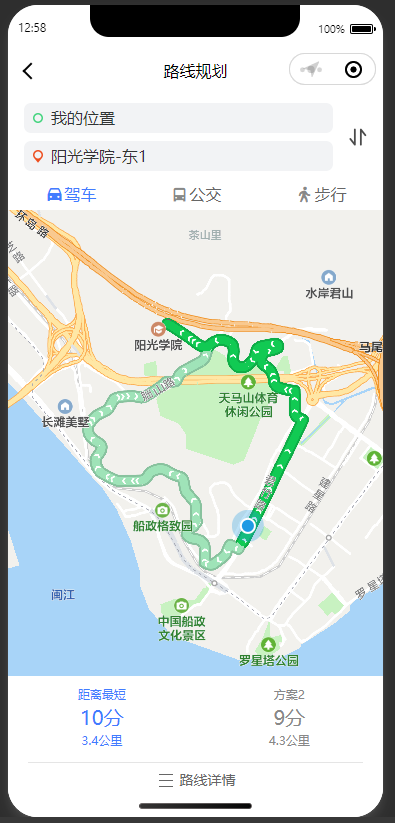 12:58
100%
路线规划
我的位置
阳光学院-东1
驾车
公交
步行
环岛路
茶山里
水岸君山
阳光学院
马尾
天马山体育
休闲公园
长滩美墅
船政格致园
闽江
中国船政
文化景区
罗星塔公园
距离最短
方案2
10分
9分
3.4公里
4.3公里
路线详情